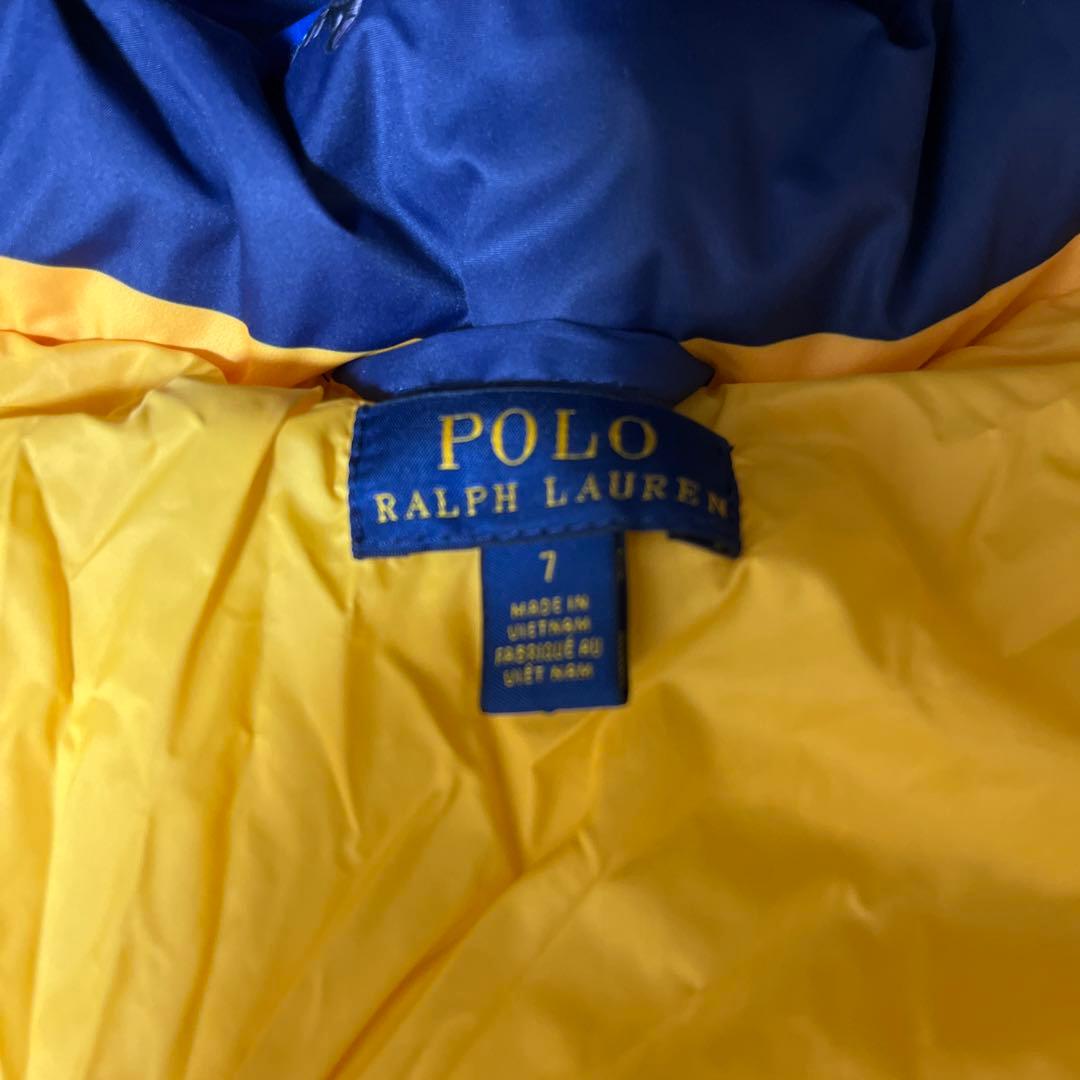 POLO
RALPH LAUREN
7
MADE IN
VIETNAM
FABRIQUÉ AU
VIÊT NAM